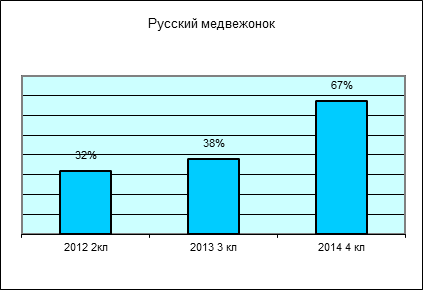 Русский медвежонок
67%
38%
32%
2012 2кл
2013 3 кл
2014 4 кл